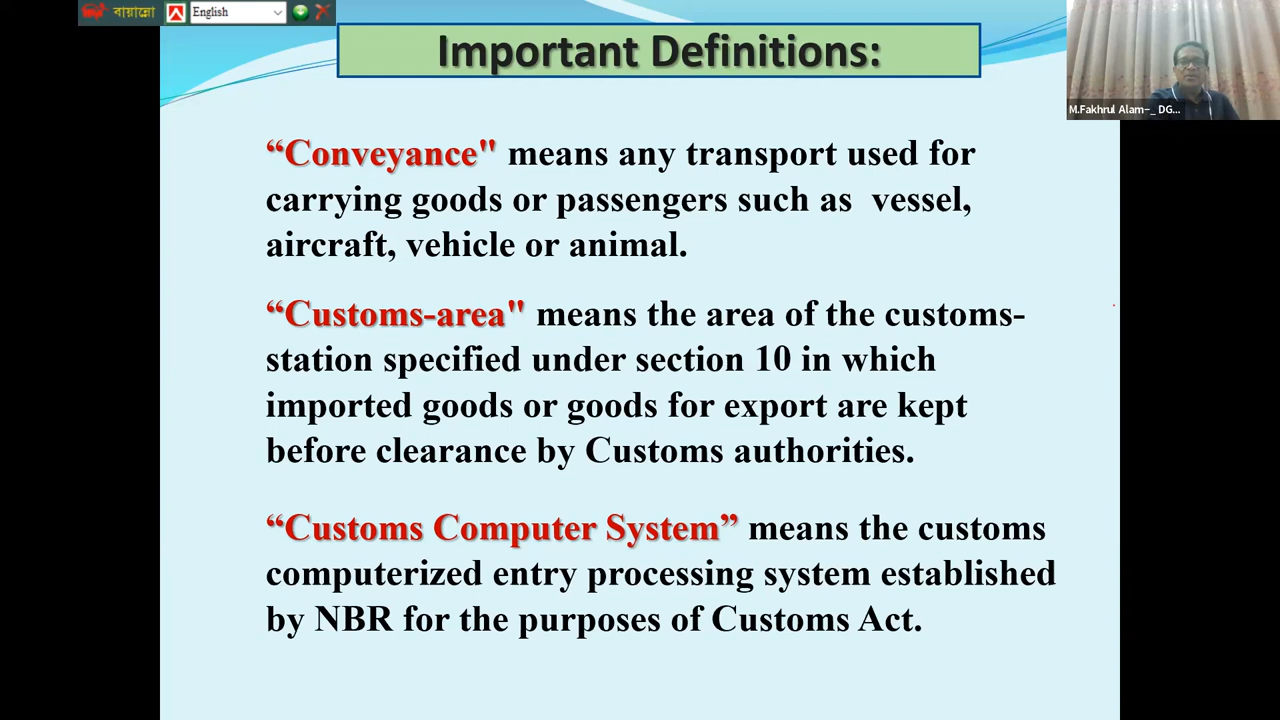 বায়ান্নো
English
Important Definitions:
M.Fakhrul Alam-_ DG...
“Conveyance" means any transport used for
carrying goods or passengers such as vessel,
aircraft, vehicle or animal.
“Customs-area" means the area of the customs-
station specified under section 10 in which
imported goods or goods for export are kept
before clearance by Customs authorities.
“Customs Computer System” means the customs
computerized entry processing system established
by NBR for the purposes of Customs Act.